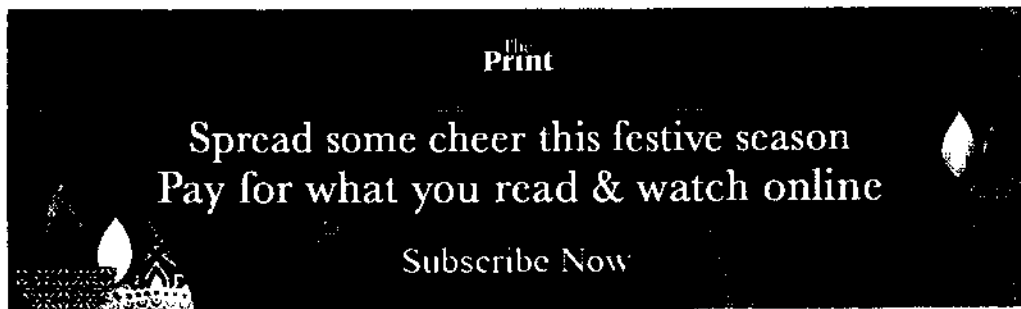 The
Print
Spread some cheer this festive season
Pay for what you read & watch online
Subscribe Now